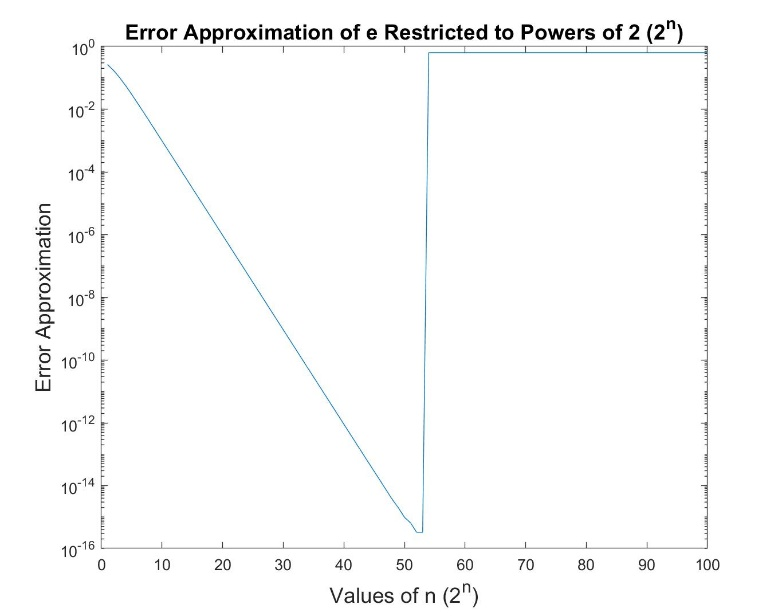 Error Approximation of e Restricted to Powers of 2 (2^n)
10^0
10^-2
10^-4
10^-6
10^-8
10^-10
10^-12
10^-14
10^-16
Error Approximation
0 10 20 30 40 50 60 70 80 90 100
Values of n (2^n)